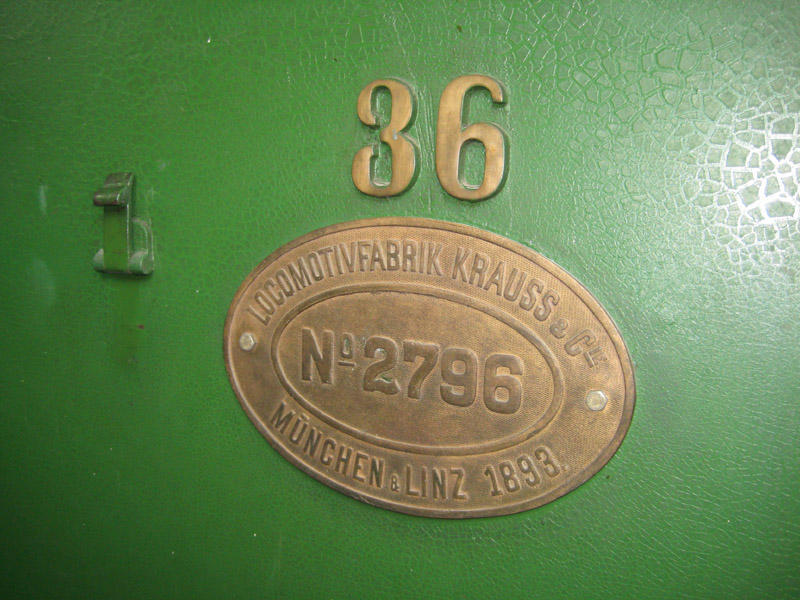 36
LOCOMOTIVFABRIK KRAUSS & Cie
No 2796
MÜNCHEN & LINZ 1893.